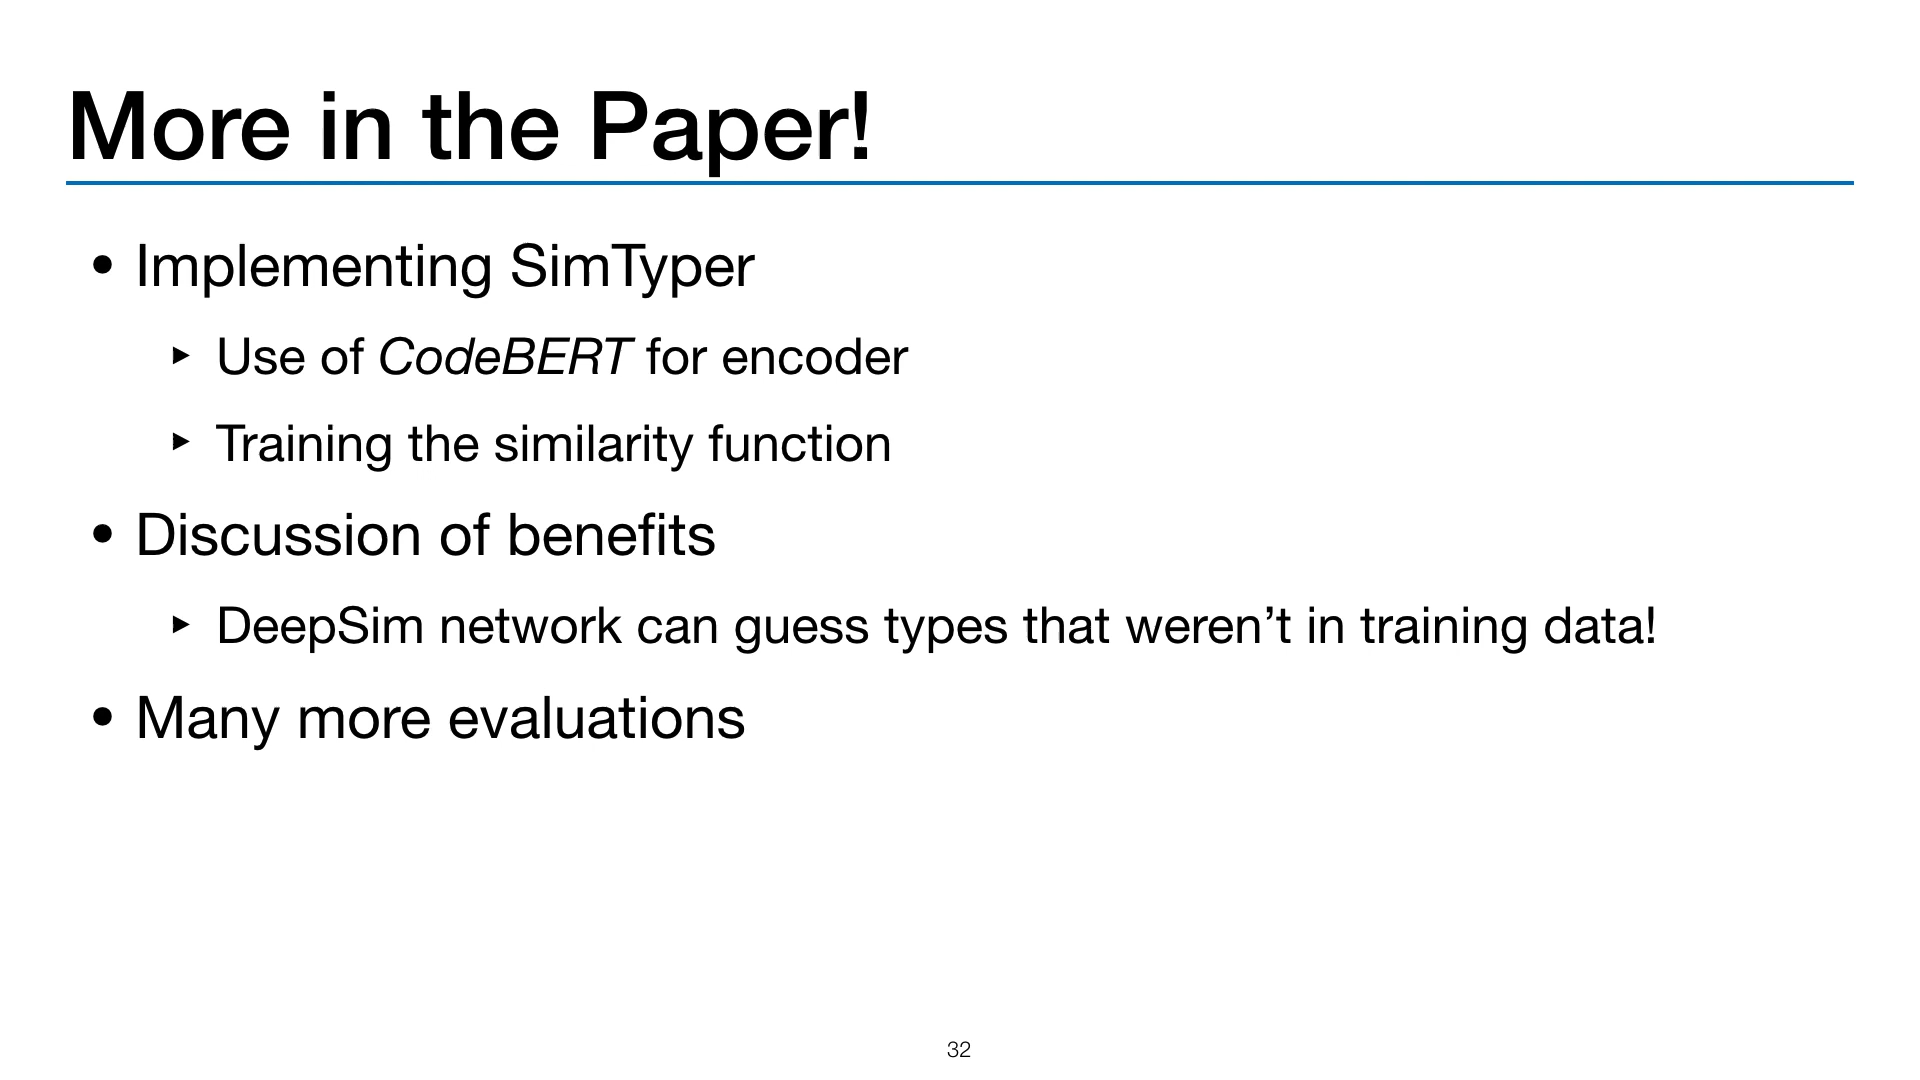 More in the Paper!
• Implementing SimTyper
‣ Use of CodeBERT for encoder
‣ Training the similarity function
• Discussion of benefits
‣ DeepSim network can guess types that weren’t in training data!
• Many more evaluations
32